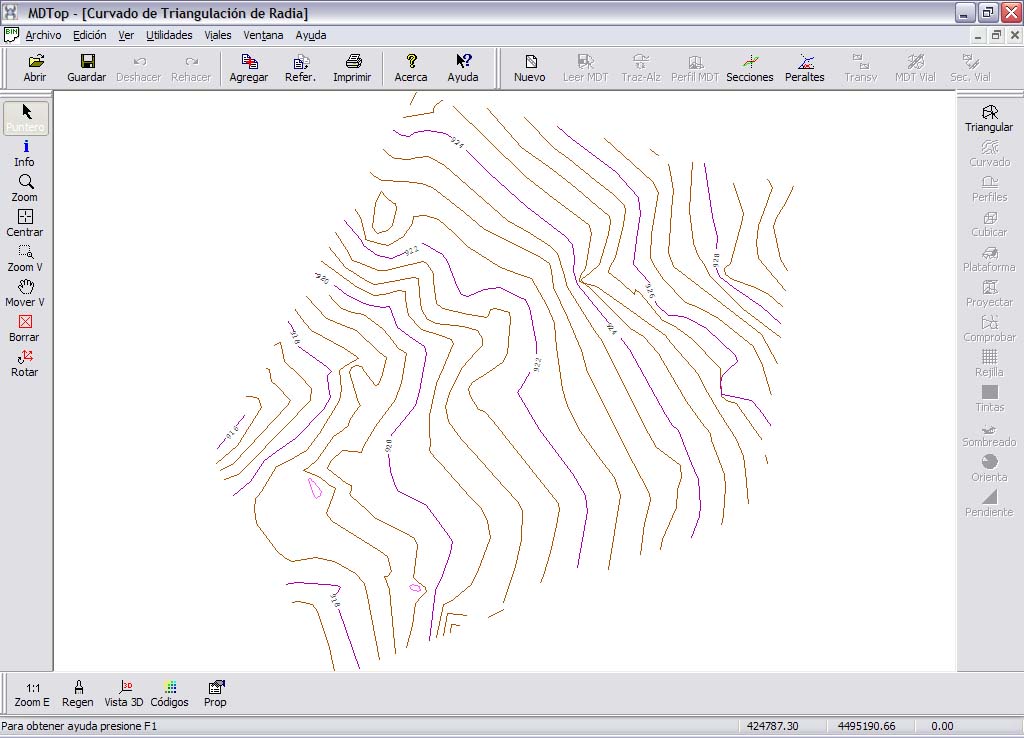 MDTop - [Curvado de Triangulación de Radia]
BIN Archivo Edición Ver Utilidades Viales Ventana Ayuda
Abrir Guardar Deshacer Rehacer Agregar Refer. Imprimir Acerca Ayuda Nuevo Leer MDT Traz-Alz Perfil MDT Secciones Peraltes Transv MDT Vial Sec. Vial
Puntero
Info
Zoom
Centrar
Zoom V
Mover V
Borrar
Rotar
924
922
920
918
916
928
926
924
922
920
918
Triangular
Curvado
Perfiles
Cubicar
Plataforma
Proyectar
Comprobar
Rejilla
Tintas
Sombreado
Orienta
Pendiente
1:1 3D
Zoom E Regen Vista 3D Códigos Prop
Para obtener ayuda presione F1 424787.30 4495190.66 0.00